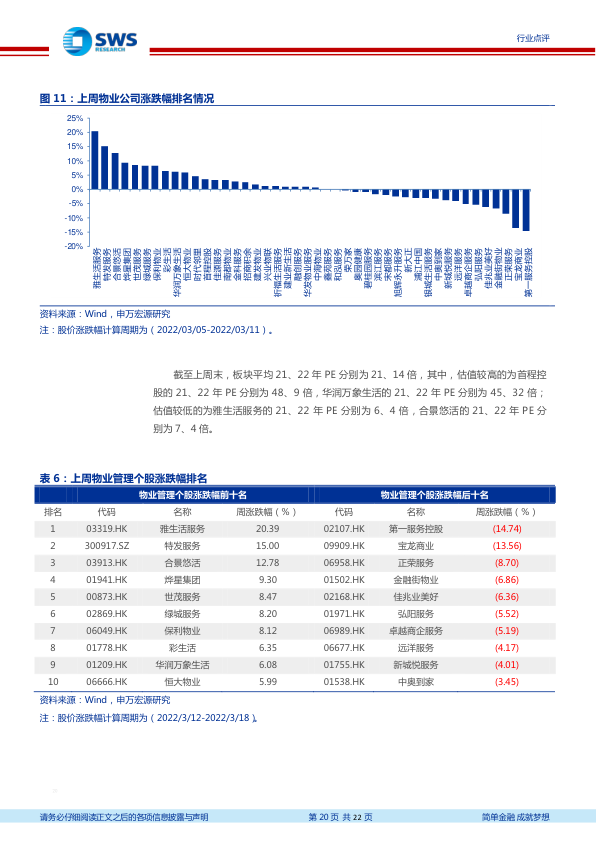 SWS
RESEARCH
行业点评
图 11：上周物业公司涨跌幅排名情况
25%
20%
15%
10%
5%
0%
-5%
-10%
-15%
-20%
雅生活服务
特发服务
合景悠活
烨星集团
世茂服务
绿城服务
保利物业
彩生活
华润万象生活
恒大物业
时代邻里
首程控股
佳源服务
南都物业
金科服务
招商积余
建发物业
兴业物联
祈福生活服务
建业新生活
融创服务
华发物业服务
中海物业
鑫苑服务
和泓服务
荣万家
奥园健康
碧桂园服务
滨江服务
宋都服务
旭辉永升服务
新大正
浦江中国
银城生活服务
中奥到家
新城悦服务
远洋服务
卓越商企服务
弘阳服务
佳兆业美好
金融街物业
正荣服务
宝龙商业
第一服务控股
资料来源：Wind，申万宏源研究
注：股价涨跌幅计算周期为（2022/03/05-2022/03/11）。
截至上周末，板块平均 21、22 年 PE 分别为 21、14 倍，其中，估值较高的为首程控
股的 21、22 年 PE 分别为 48、9 倍，华润万象生活的 21、22 年 PE 分别为 45、32 倍；
估值较低的为雅生活服务的 21、22 年 PE 分别为 6、4 倍，合景悠活的 21、22 年 PE 分
别为 7、4 倍。
表 6：上周物业管理个股涨跌幅排名
物业管理个股涨跌幅前十名 物业管理个股涨跌幅后十名
排名 代码 名称 周涨跌幅（%） 代码 名称 周涨跌幅（%）
1 03319.HK 雅生活服务 20.39 02107.HK 第一服务控股 (14.74)
2 300917.SZ 特发服务 15.00 09909.HK 宝龙商业 (13.56)
3 03913.HK 合景悠活 12.78 06958.HK 正荣服务 (8.70)
4 01941.HK 烨星集团 9.30 01502.HK 金融街物业 (6.86)
5 00873.HK 世茂服务 8.47 02168.HK 佳兆业美好 (6.36)
6 02869.HK 绿城服务 8.20 01971.HK 弘阳服务 (5.52)
7 06049.HK 保利物业 8.12 06989.HK 卓越商企服务 (5.19)
8 01778.HK 彩生活 6.35 06677.HK 远洋服务 (4.17)
9 01209.HK 华润万象生活 6.08 01755.HK 新城悦服务 (4.01)
10 06666.HK 恒大物业 5.99 01538.HK 中奥到家 (3.45)
资料来源：Wind，申万宏源研究
注：股价涨跌幅计算周期为（2022/3/12-2022/3/18）。
请务必仔细阅读正文之后的各项信息披露与声明 第 20 页 共 22 页 简单金融 成就梦想